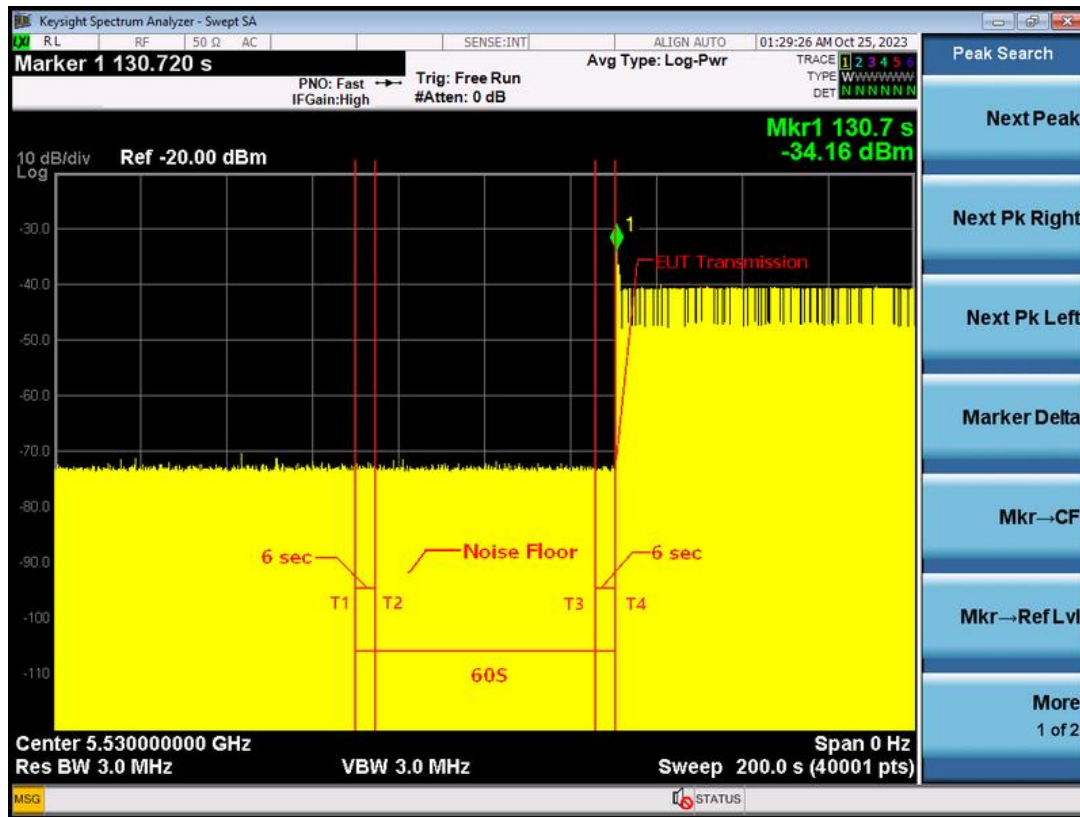 Keysight Spectrum Analyzer - Swept SA
LXI RL RF 50 Ω AC SENSE:INT ALIGN AUTO 01:29:26 AM Oct 25, 2023
Marker 1 130.720 s
PNO: Fast
IFGain:High
Trig: Free Run
#Atten: 0 dB
Avg Type: Log-Pwr
TRACE 1 2 3 4 5 6
TYPE WWWWWW
DET N N N N N N
Mkr1 130.7 s
-34.16 dBm
10 dB/div Ref -20.00 dBm
Log
-30.0
-40.0
-50.0
-60.0
-70.0
-80.0
-90.0
-100
-110
1
EUT Transmission
6 sec
Noise Floor
6 sec
T1
T2
T3
T4
60S
Center 5.530000000 GHz
Span 0 Hz
Res BW 3.0 MHz
VBW 3.0 MHz
Sweep 200.0 s (40001 pts)
MSG
STATUS
Peak Search
Next Peak
Next Pk Right
Next Pk Left
Marker Delta
Mkr→CF
Mkr→Ref Lvl
More
1 of 2